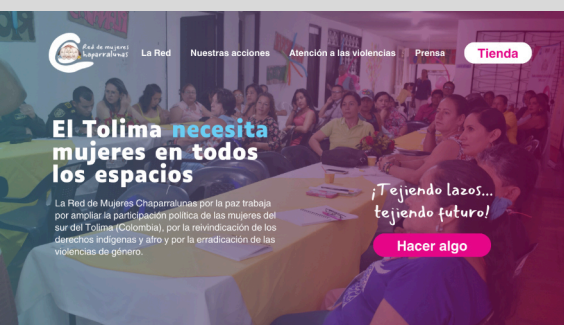 Red de mujeres
chaparralunas
La Red
Nuestras acciones
Atención a las violencias
Prensa
Tienda
El Tolima necesita
mujeres en todos
los espacios
La Red de Mujeres Chaparralunas por la paz trabaja
por ampliar la participación política de las mujeres del
sur del Tolima (Colombia), por la reivindicación de los
derechos indígenas y afro y por la erradicación de las
violencias de género.
¡Tejiendo lazos...
tejiendo futuro!
Hacer algo